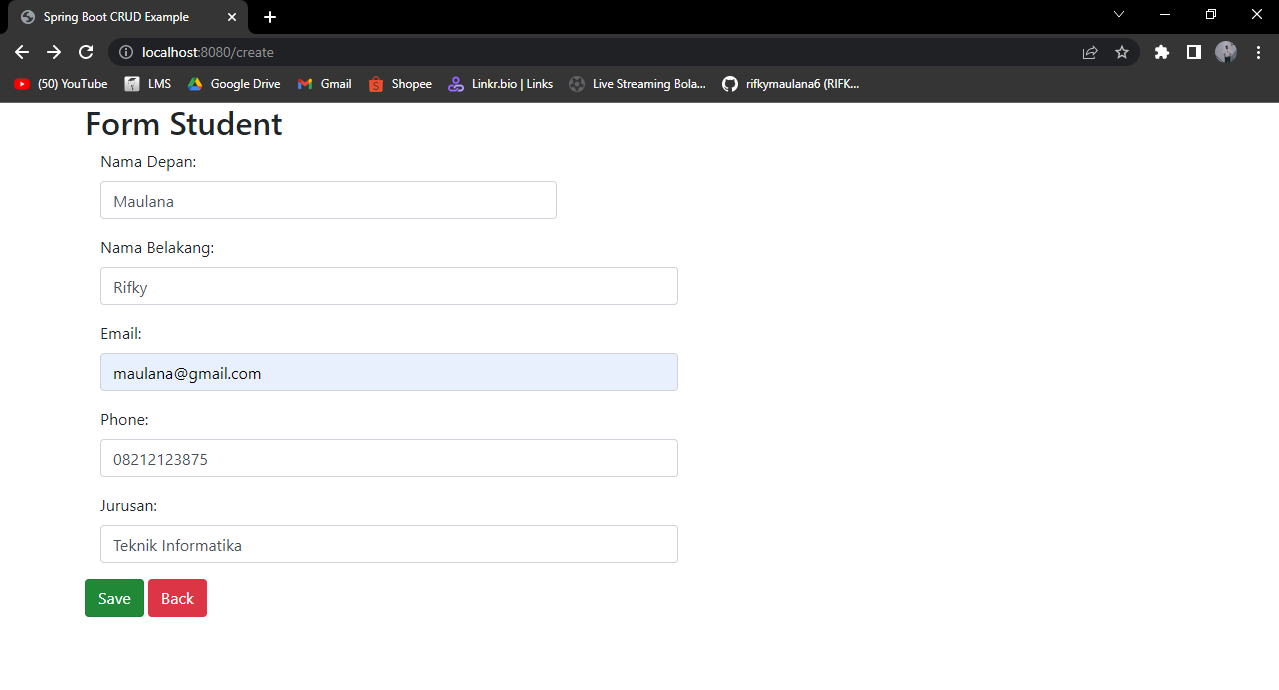 Spring Boot CRUD Example
localhost:8080/create
(50) YouTube LMS Google Drive Gmail Shopee Linkr.bio | Links Live Streaming Bola... rifkymaulana6 (RIFK...
Form Student
Nama Depan:
Maulana
Nama Belakang:
Rifky
Email:
maulana@gmail.com
Phone:
08212123875
Jurusan:
Teknik Informatika
Save Back